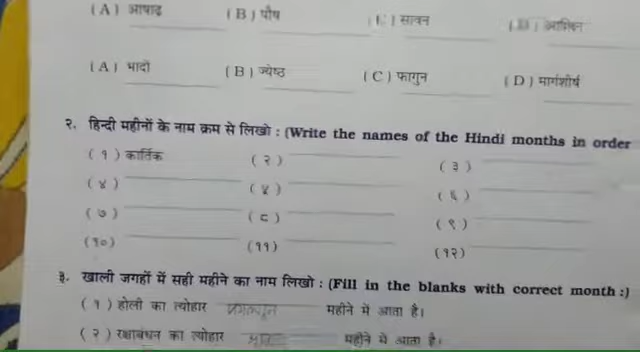 (A) आषाढ़ (B) पौष (C) सावन (D) आश्विन
(A) भादों (B) ज्येष्ठ (C) फागुन (D) मार्गशीर्ष
२. हिन्दी महीनों के नाम क्रम से लिखो : (Write the names of the Hindi months in order
(१) कार्तिक (२) (३)
(४) (५) (६)
(७) (८) (९)
(१०) (११) (१२)
३. खाली जगहों में सही महीने का नाम लिखो : (Fill in the blanks with correct month :)
(१) होली का त्योहार महीने में आता है।
(२) रक्षाबंधन का त्योहार महीने में आता है।